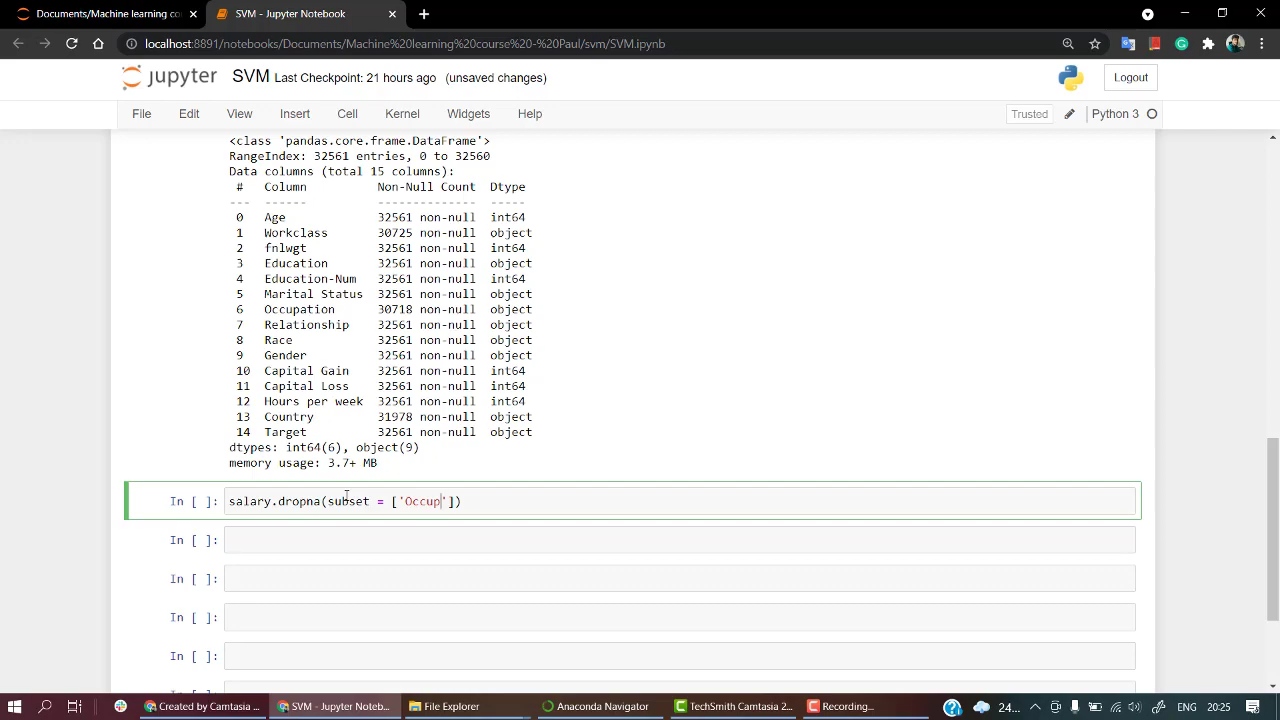 Documents/Machine learning co
SVM - Jupyter Notebook
localhost:8891/notebooks/Documents/Machine%20learning%20course%20-%20Paul/svm/SVM.ipynb
jupyter SVM Last Checkpoint: 21 hours ago (unsaved changes)
Logout
File Edit View Insert Cell Kernel Widgets Help
Trusted Python 3
<class 'pandas.core.frame.DataFrame'>
RangeIndex: 32561 entries, 0 to 32560
Data columns (total 15 columns):
# Column Non-Null Count Dtype
--- ------ -------------- -----
0 Age 32561 non-null int64
1 Workclass 30725 non-null object
2 fnlwgt 32561 non-null int64
3 Education 32561 non-null object
4 Education-Num 32561 non-null int64
5 Marital Status 32561 non-null object
6 Occupation 30718 non-null object
7 Relationship 32561 non-null object
8 Race 32561 non-null object
9 Gender 32561 non-null object
10 Capital Gain 32561 non-null int64
11 Capital Loss 32561 non-null int64
12 Hours per week 32561 non-null int64
13 Country 31978 non-null object
14 Target 32561 non-null object
dtypes: int64(6), object(9)
memory usage: 3.7+ MB
In [ ]: salary.dropna(subset = ['Occup'])
In [ ]:
In [ ]:
In [ ]:
In [ ]:
Created by Camtasia ...
SVM - Jupyter Noteb...
File Explorer
Anaconda Navigator
TechSmith Camtasia 2...
Recording...
24...
ENG
20:25